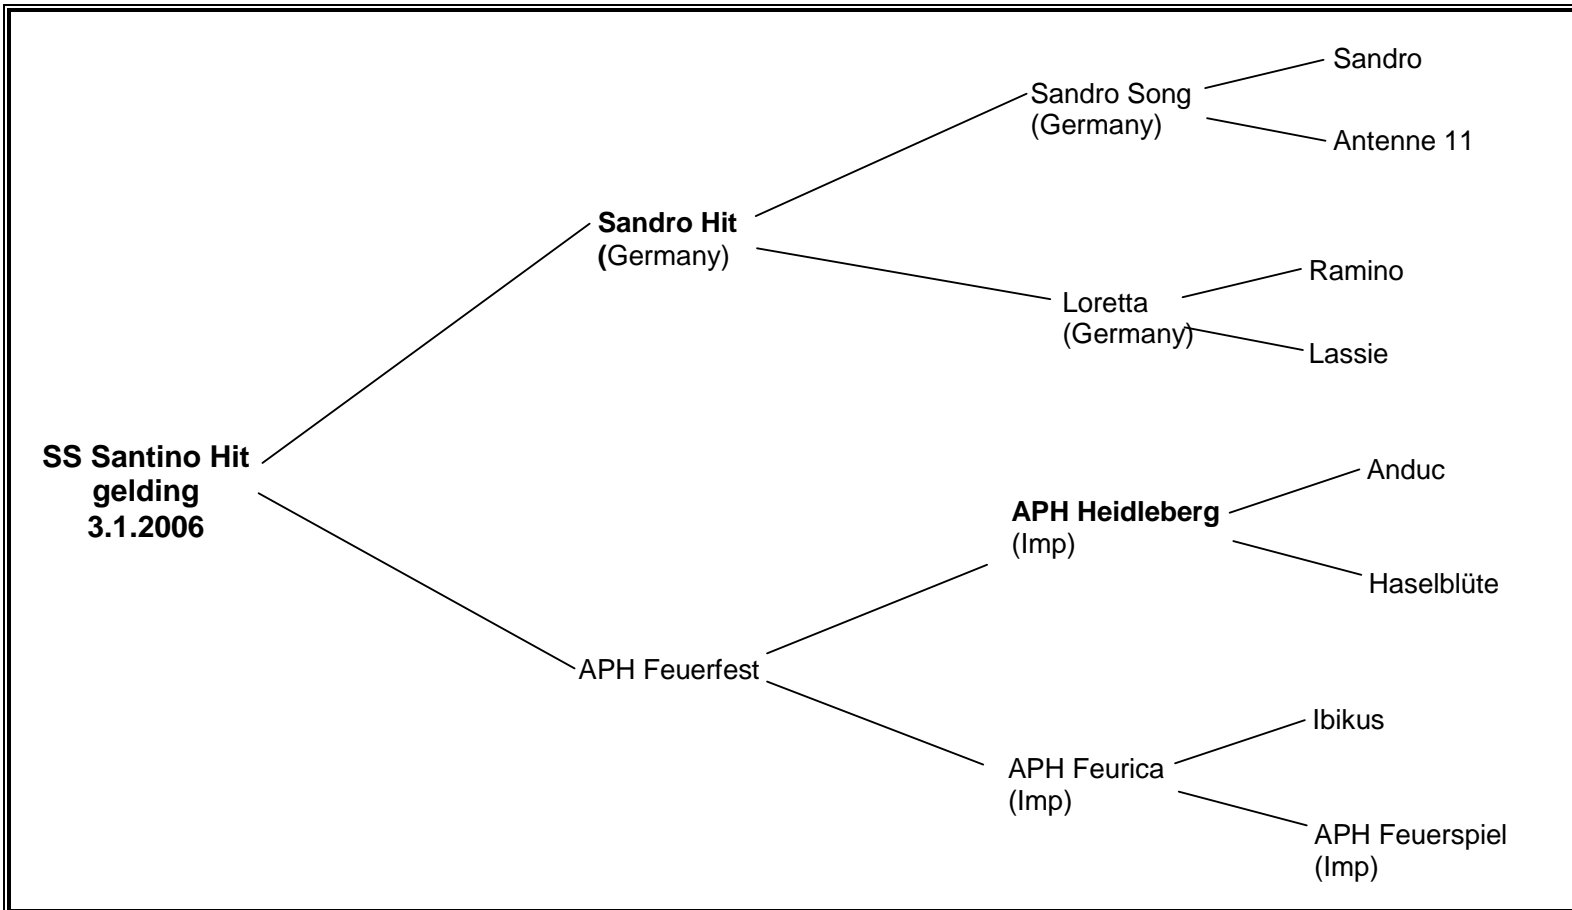 Sandro
Sandro Song
(Germany)
Antenne 11
Sandro Hit
(Germany)
Ramino
Loretta
(Germany)
Lassie
SS Santino Hit
gelding
3.1.2006
Anduc
APH Heidleberg
(Imp)
Haselblüte
APH Feuerfest
Ibikus
APH Feurica
(Imp)
APH Feuerspiel
(Imp)